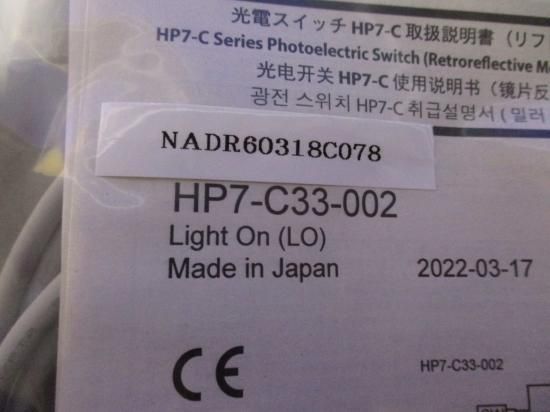 光電スイッチ HP7-C 取扱説明書 (リフ
HP7-C Series Photoelectric Switch (Retroreflective M
光电开关 HP7-C 使用说明书 (镜片反
광전 스위치 HP7-C 취급설명서 ( 밀러
NADR60318C078
HP7-C33-002
Light On (LO)
Made in Japan 2022-03-17
CE
HP7-C33-002